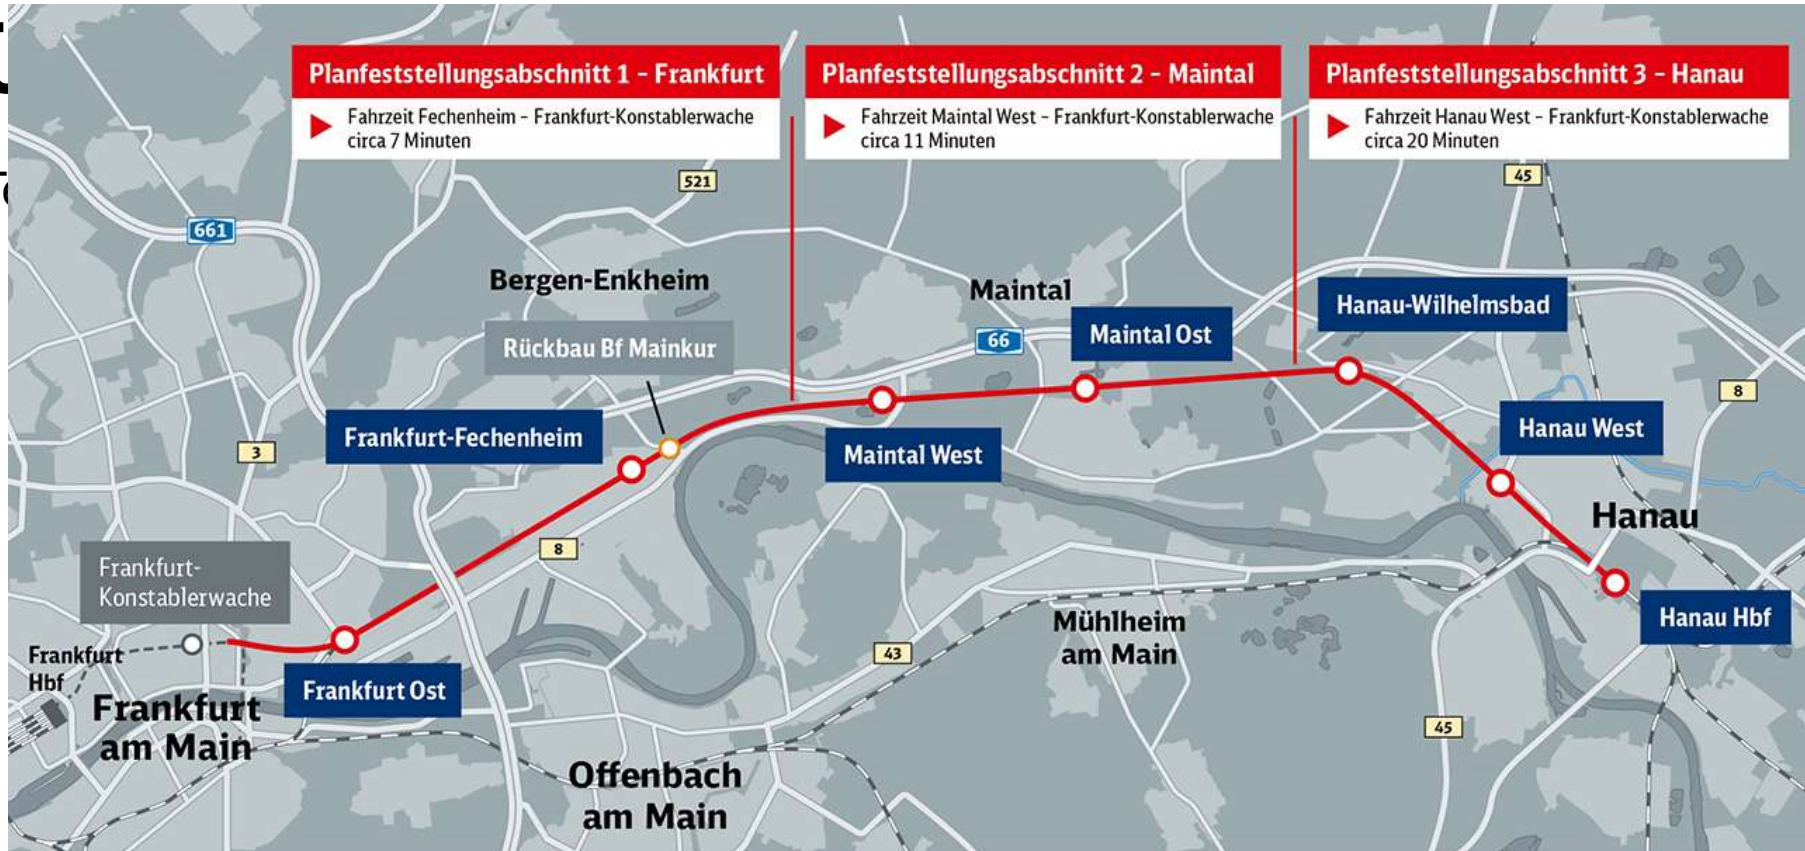 Planfeststellungsabschnitt 1 – Frankfurt
Fahrzeit Fechenheim – Frankfurt-Konstablerwache
circa 7 Minuten
Planfeststellungsabschnitt 2 – Maintal
Fahrzeit Maintal West – Frankfurt-Konstablerwache
circa 11 Minuten
Planfeststellungsabschnitt 3 – Hanau
Fahrzeit Hanau West – Frankfurt-Konstablerwache
circa 20 Minuten
521
45
661
Bergen-Enkheim
Maintal
Hanau-Wilhelmsbad
66
Maintal Ost
Rückbau Bf Mainkur
8
Frankfurt-Fechenheim
Hanau West
3
Maintal West
Hanau
8
Frankfurt-
Konstablerwache
Hanau Hbf
Mühlheim
am Main
43
Frankfurt
Hbf
Frankfurt Ost
Frankfurt
am Main
45
Offenbach
am Main